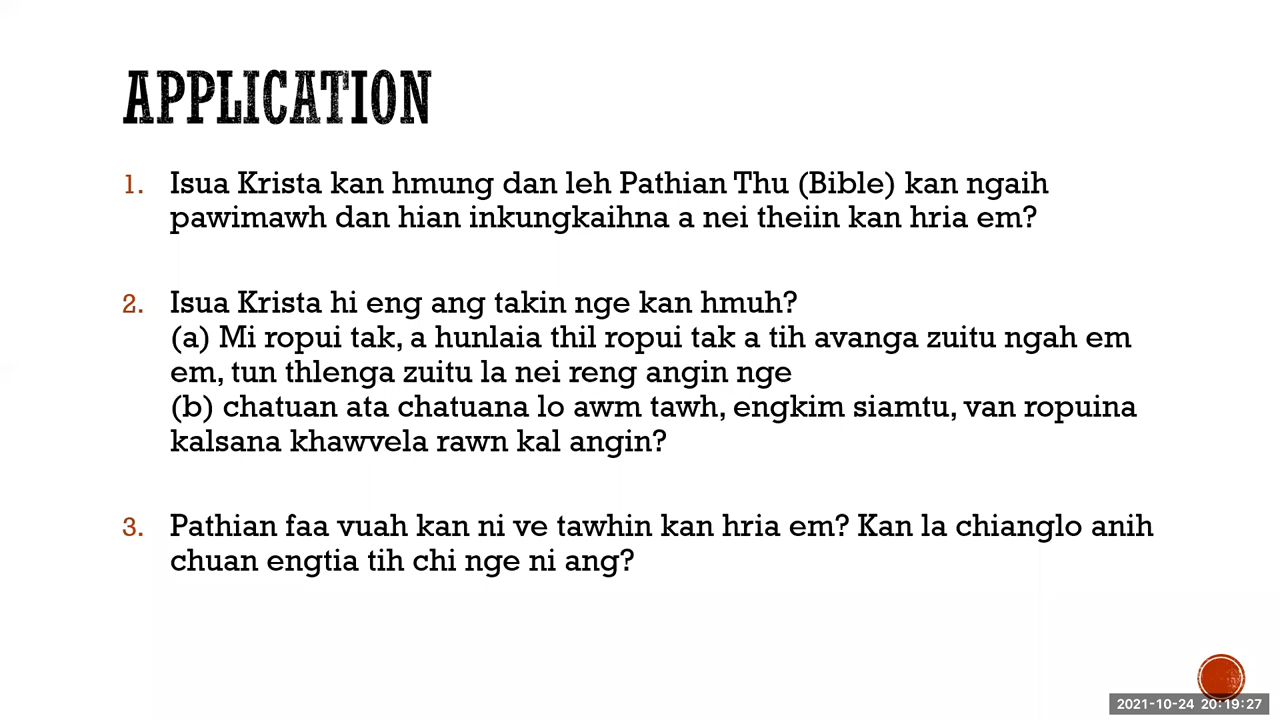 APPLICATION
1. Isua Krista kan hmung dan leh Pathian Thu (Bible) kan ngaih
pawimawh dan hian inkungkaihna a nei theiin kan hria em?
2. Isua Krista hi eng ang takin nge kan hmuh?
(a) Mi ropui tak, a hunlaia thil ropui tak a tih avanga zuitu ngah em
em, tun thlenga zuitu la nei reng angin nge
(b) chatuan ata chatuana lo awm tawh, engkim siamtu, van ropuina
kalsana khawvela rawn kal angin?
3. Pathian faa vuah kan ni ve tawhin kan hria em? Kan la chianglo anih
chuan engtia tih chi nge ni ang?
2021-10-24 20:19:27